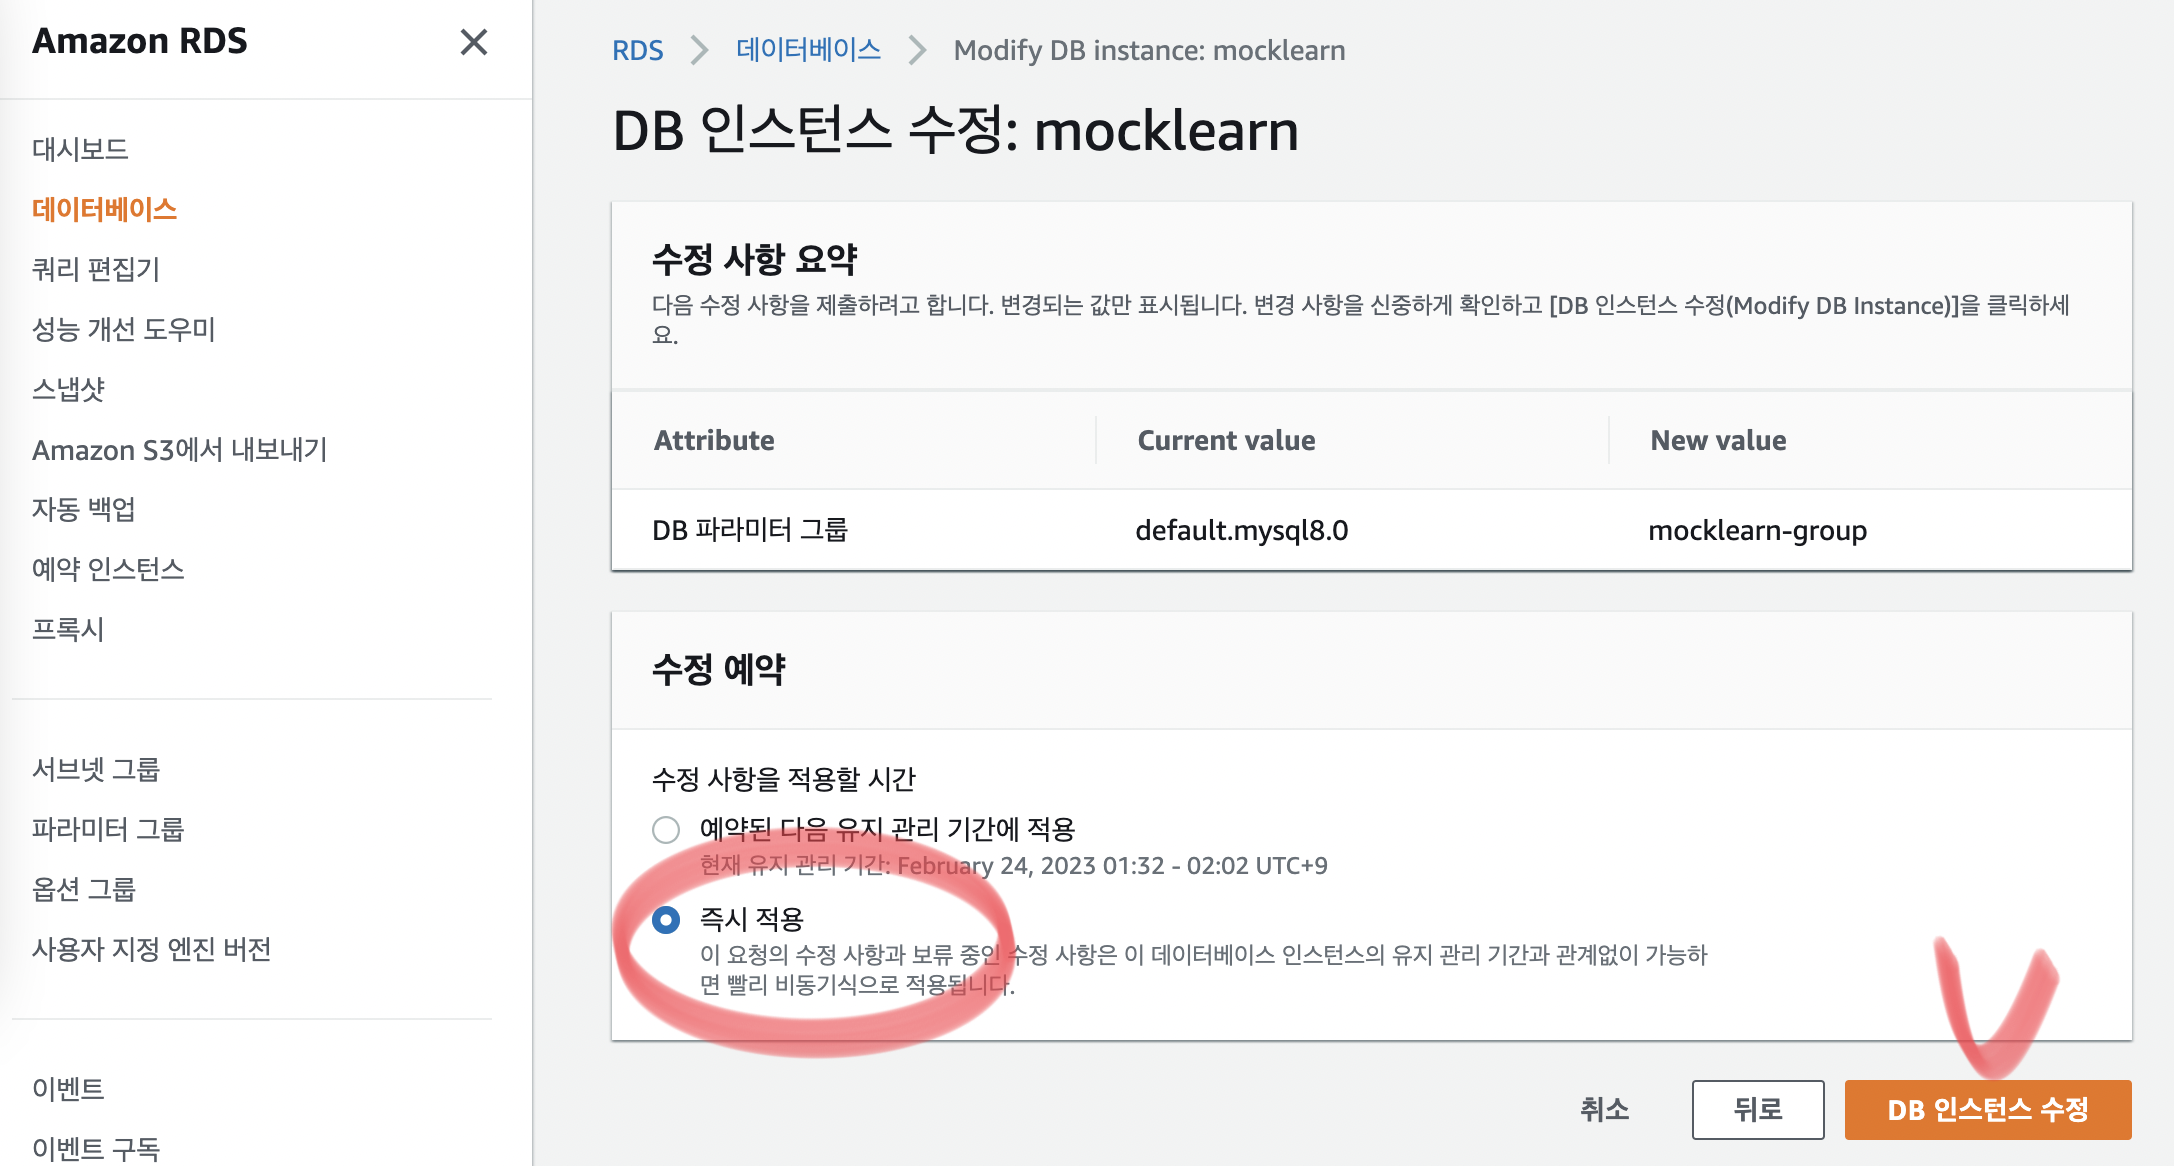 Amazon RDS
대시보드
데이터베이스
쿼리 편집기
성능 개선 도우미
스냅샷
Amazon S3에서 내보내기
자동 백업
예약 인스턴스
프록시
서브넷 그룹
파라미터 그룹
옵션 그룹
사용자 지정 엔진 버전
이벤트
이벤트 구독
RDS > 데이터베이스 > Modify DB instance: mocklearn
DB 인스턴스 수정: mocklearn
수정 사항 요약
다음 수정 사항을 제출하려고 합니다. 변경되는 값만 표시됩니다. 변경 사항을 신중하게 확인하고 [DB 인스턴스 수정(Modify DB Instance)]을 클릭하세
요.
Attribute Current value New value
DB 파라미터 그룹 default.mysql8.0 mocklearn-group
수정 예약
수정 사항을 적용할 시간
예약된 다음 유지 관리 기간에 적용
현재 유지 관리 기간: February 24, 2023 01:32 - 02:02 UTC+9
즉시 적용
이 요청의 수정 사항과 보류 중인 수정 사항은 이 데이터베이스 인스턴스의 유지 관리 기간과 관계없이 가능하
면 빨리 비동기식으로 적용됩니다.
취소 뒤로 DB 인스턴스 수정